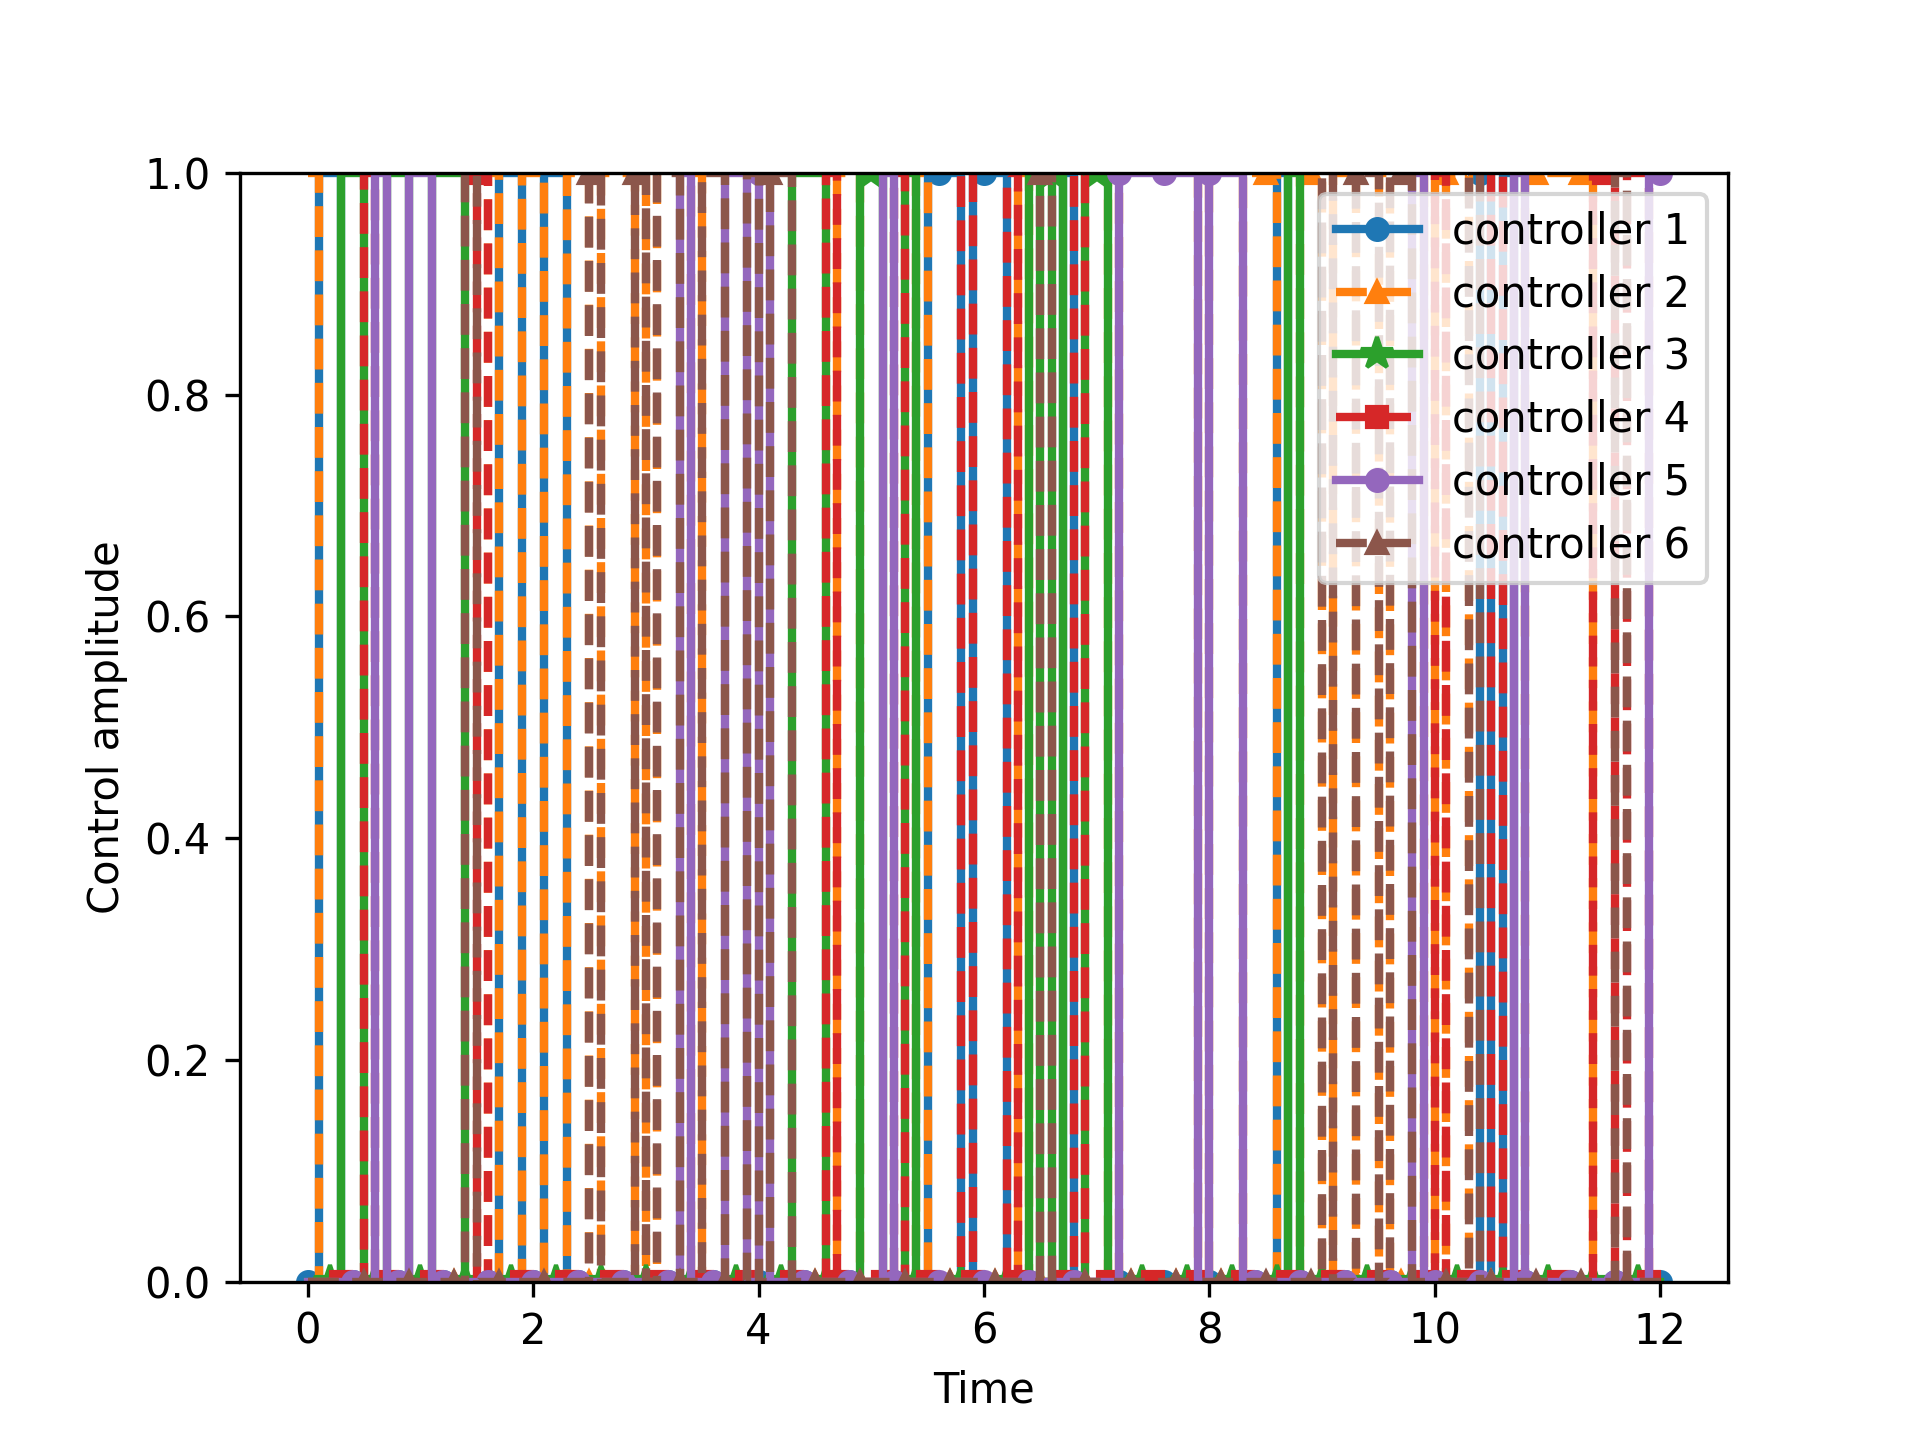 1.0
0.8
0.6
0.4
0.2
0.0
Control amplitude
controller 1
controller 2
controller 3
controller 4
controller 5
controller 6
0 2 4 6 8 10 12
Time